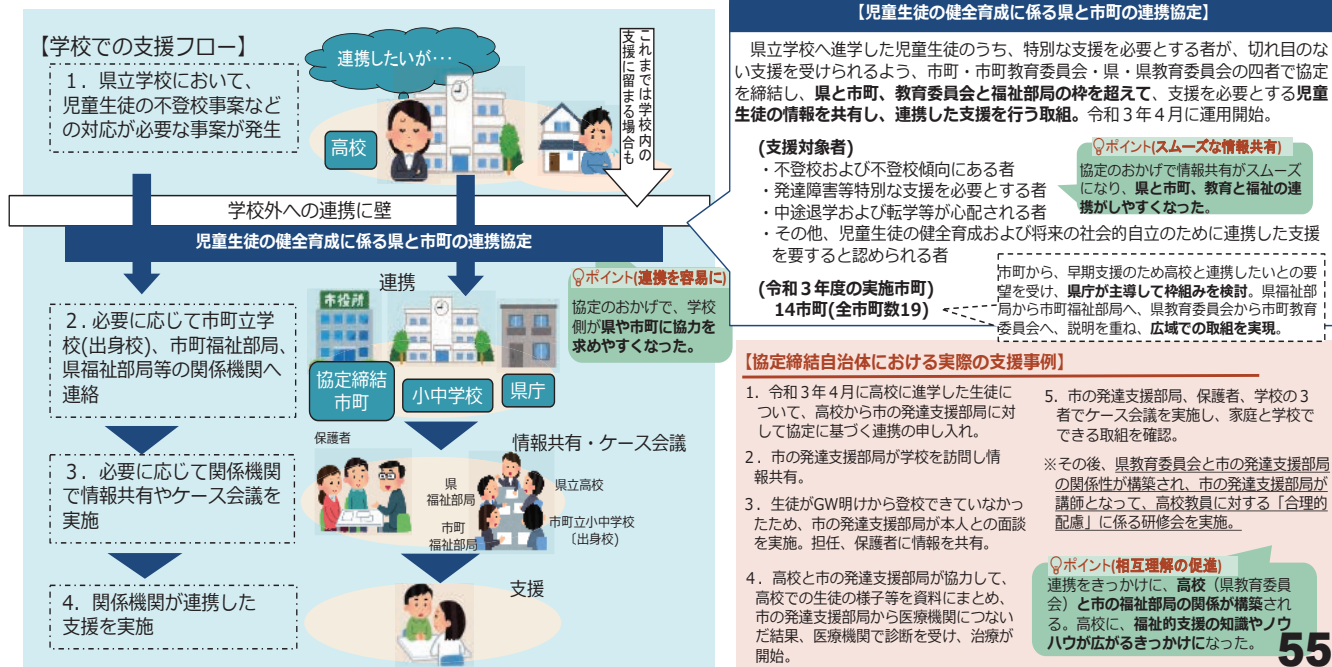 【学校での支援フロー】
1．県立学校において、
児童生徒の不登校事案など
の対応が必要な事案が発生
連携したいが…
高校
これまでは学校内の
支援に留まる場合も
学校外への連携に壁
児童生徒の健全育成に係る県と市町の連携協定
2．必要に応じて市町立学
校(出身校)、市町福祉部局、
県福祉部局等の関係機関へ
連絡
連携
市役所
協定締結
市町
小中学校
県庁
ポイント(連携を容易に)
協定のおかげで、学校
側が県や市町に協力を
求めやすくなった。
3．必要に応じて関係機関
で情報共有やケース会議を
実施
保護者
情報共有・ケース会議
県
福祉部局
市町
福祉部局
県立高校
市町立小中学校
〔出身校)
4．関係機関が連携した
支援を実施
支援
【児童生徒の健全育成に係る県と市町の連携協定】
県立学校へ進学した児童生徒のうち、特別な支援を必要とする者が、切れ目のな
い支援を受けられるよう、市町・市町教育委員会・県・県教育委員会の四者で協定
を締結し、県と市町、教育委員会と福祉部局の枠を超えて、支援を必要とする児童
生徒の情報を共有し、連携した支援を行う取組。令和３年４月に運用開始。
(支援対象者)
・不登校および不登校傾向にある者
・発達障害等特別な支援を必要とする者
・中途退学および転学等が心配される者
・その他、児童生徒の健全育成および将来の社会的自立のために連携した支援
を要すると認められる者
ポイント(スムーズな情報共有)
協定のおかげで情報共有がスムーズ
になり、県と市町、教育と福祉の連
携がしやすくなった。
(令和３年度の実施市町)
14市町(全市町数19)
市町から、早期支援のため高校と連携したいとの要
望を受け、県庁が主導して枠組みを検討。県福祉部
局から市町福祉部局へ、県教育委員会から市町教育
委員会へ、説明を重ね、広域での取組を実現。
【協定締結自治体における実際の支援事例】
1．令和３年４月に高校に進学した生徒に
ついて、高校から市の発達支援部局に対
して協定に基づく連携の申し入れ。
2．市の発達支援部局が学校を訪問し情
報共有。
3．生徒がGW明けから登校できていなかっ
たため、市の発達支援部局が本人との面談
を実施。担任、保護者に情報を共有。
4．高校と市の発達支援部局が協力して、
高校での生徒の様子等を資料にまとめ、
市の発達支援部局から医療機関につない
だ結果、医療機関で診断を受け、治療が
開始。
5．市の発達支援部局、保護者、学校の３
者でケース会議を実施し、家庭と学校で
できる取組を確認。
※その後、県教育委員会と市の発達支援部局
の関係性が構築され、市の発達支援部局が
講師となって、高校教員に対する「合理的
配慮」に係る研修会を実施。
ポイント(相互理解の促進)
連携をきっかけに、高校（県教育委員
会）と市の福祉部局の関係が構築され
る。高校に、福祉的支援の知識やノウ
ハウが広がるきっかけになった。
55